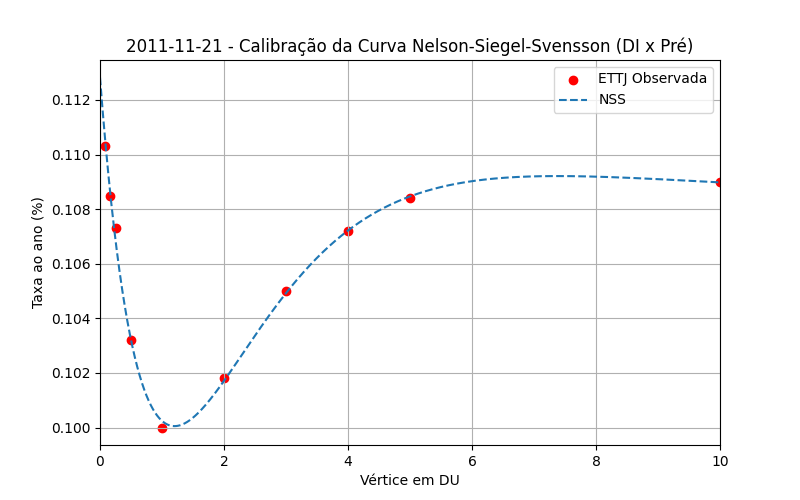 2011-11-21 - Calibração da Curva Nelson-Siegel-Svensson (DI x Pré)
ETTJ Observada
NSS
Taxa ao ano (%)
0.112
0.110
0.108
0.106
0.104
0.102
0.100
0 2 4 6 8 10
Vértice em DU